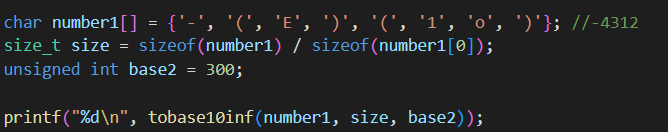 char number1[] = {'-', '(', 'E', ')', '(', '1', 'o', ')'}; //-4312
size_t size = sizeof(number1) / sizeof(number1[0]);
unsigned int base2 = 300;
printf("%d\n", tobase10inf(number1, size, base2));